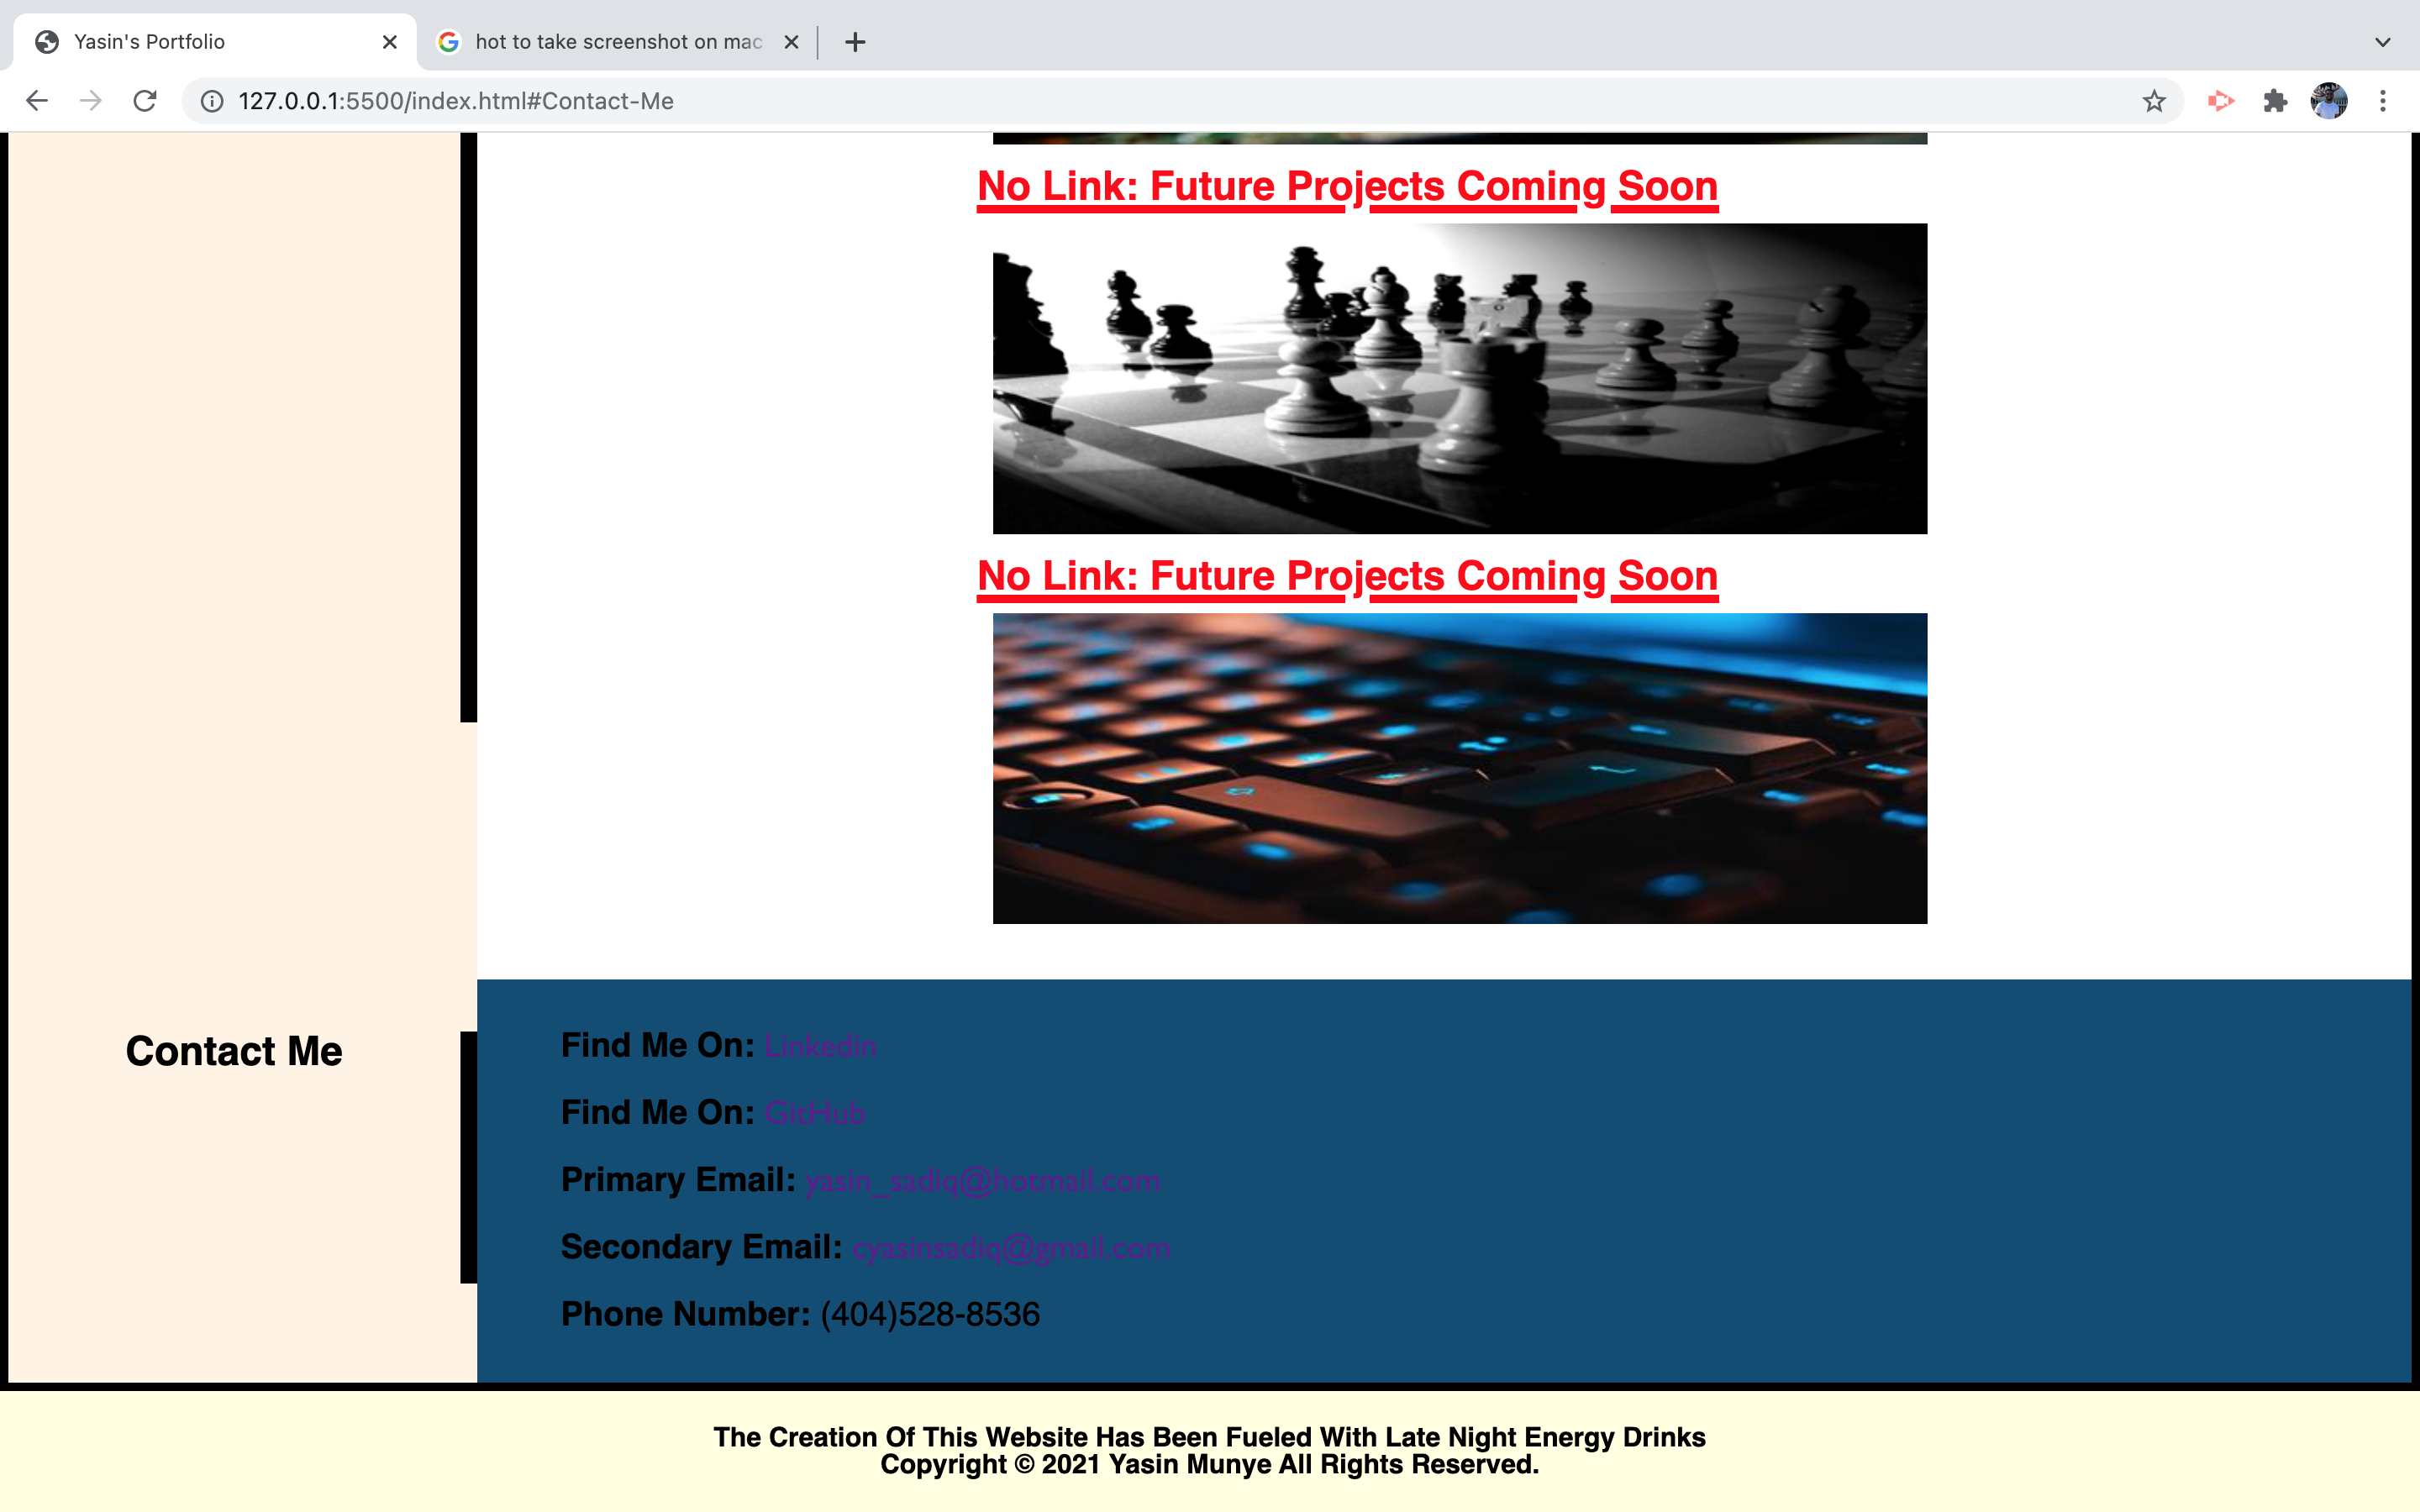 Yasin's Portfolio
hot to take screenshot on mac
127.0.0.1:5500/index.html#Contact-Me
No Link: Future Projects Coming Soon
No Link: Future Projects Coming Soon
Contact Me
Find Me On: Linkedin
Find Me On: GitHub
Primary Email: yasin_sadiq@hotmail.com
Secondary Email: cyasinsadiq@gmail.com
Phone Number: (404)528-8536
The Creation Of This Website Has Been Fueled With Late Night Energy Drinks
Copyright © 2021 Yasin Munye All Rights Reserved.